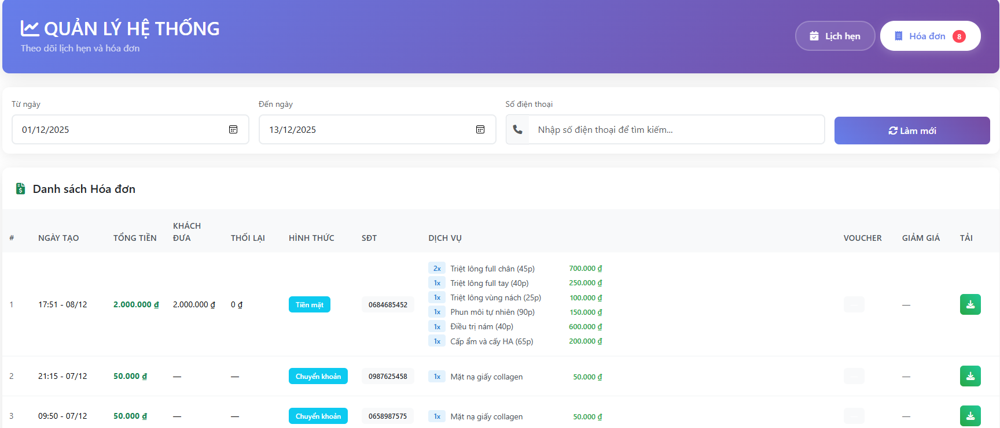 QUẢN LÝ HỆ THỐNG
Theo dõi lịch hẹn và hóa đơn
Lịch hẹn
Hóa đơn 8
Từ ngày
Đến ngày
Số điện thoại
01/12/2025
13/12/2025
Nhập số điện thoại để tìm kiếm...
Làm mới
Danh sách Hóa đơn
# NGÀY TẠO TỔNG TIỀN KHÁCH ĐƯA THỐI LẠI HÌNH THỨC SĐT DỊCH VỤ VOUCHER GIẢM GIÁ TẢI
1 17:51 - 08/12 2.000.000 ₫ 2.000.000 ₫ 0 ₫ Tiền mặt 0684685452
2x Triệt lông full chân (45p) 700.000 ₫
1x Triệt lông full tay (40p) 250.000 ₫
1x Triệt lông vùng nách (25p) 100.000 ₫
1x Phun môi tự nhiên (90p) 150.000 ₫
1x Điều trị nám (40p) 600.000 ₫
1x Cấp ẩm và cấy HA (65p) 200.000 ₫
—
2 21:15 - 07/12 50.000 ₫ — — Chuyển khoản 0987625458 1x Mặt nạ giấy collagen 50.000 ₫ —
3 09:50 - 07/12 50.000 ₫ — — Chuyển khoản 0658987575 1x Mặt nạ giấy collagen 50.000 ₫ —